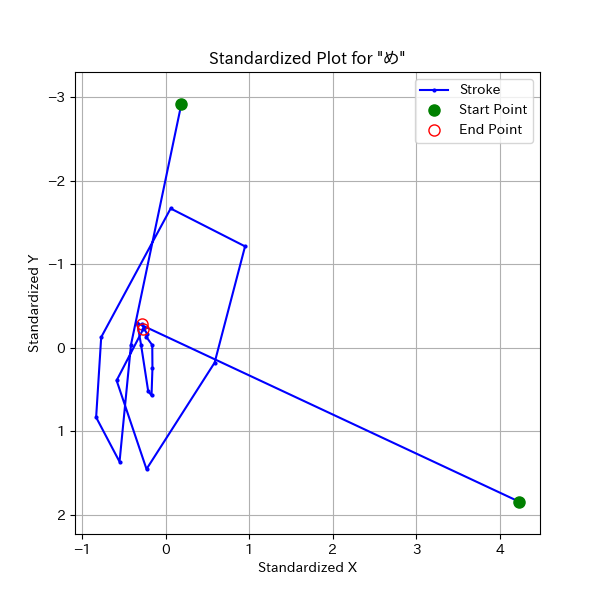 Standardized Plot for "め"
Stroke
Start Point
End Point
Standardized Y
−3
−2
−1
0
1
2
−1 0 1 2 3 4
Standardized X